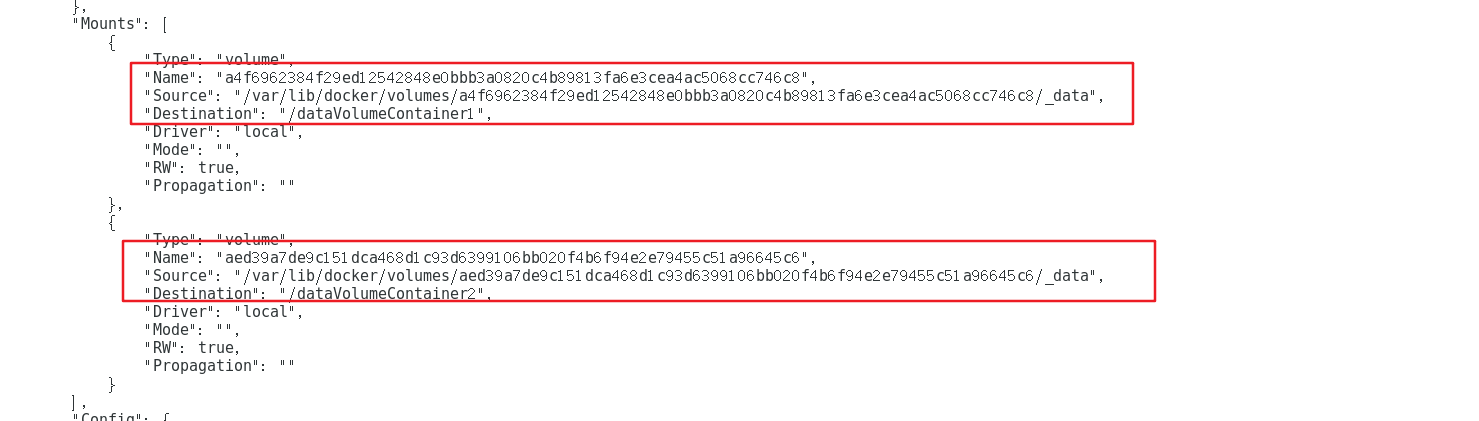 },
"Mounts": [
{
"Type": "volume",
"Name": "a4f6962384f29ed12542848e0bbb3a0820c4b89813fa6e3cea4ac5068cc746c8",
"Source": "/var/lib/docker/volumes/a4f6962384f29ed12542848e0bbb3a0820c4b89813fa6e3cea4ac5068cc746c8/_data",
"Destination": "/dataVolumeContainer1",
"Driver": "local",
"Mode": "",
"RW": true,
"Propagation": ""
},
{
"Type": "volume",
"Name": "aed39a7de9c151dca468d1c93d6399106bb020f4b6f94e2e79455c51a96645c6",
"Source": "/var/lib/docker/volumes/aed39a7de9c151dca468d1c93d6399106bb020f4b6f94e2e79455c51a96645c6/_data",
"Destination": "/dataVolumeContainer2",
"Driver": "local",
"Mode": "",
"RW": true,
"Propagation": ""
}
],
"Config": {